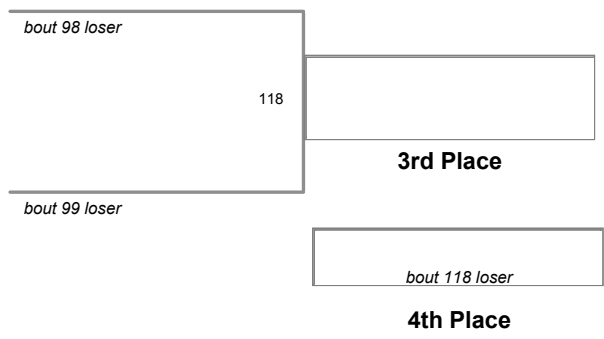 bout 98 loser
118
3rd Place
bout 99 loser
bout 118 loser
4th Place